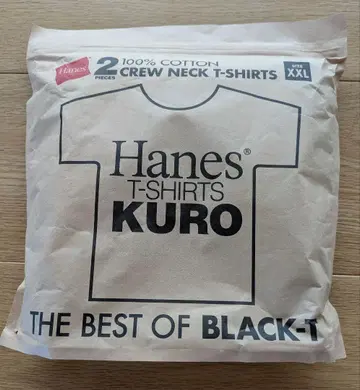 Hanes
2 PIECES
100% COTTON
CREW NECK T-SHIRTS
SIZE XXL
Hanes®
T-SHIRTS
KURO
THE BEST OF BLACK-T